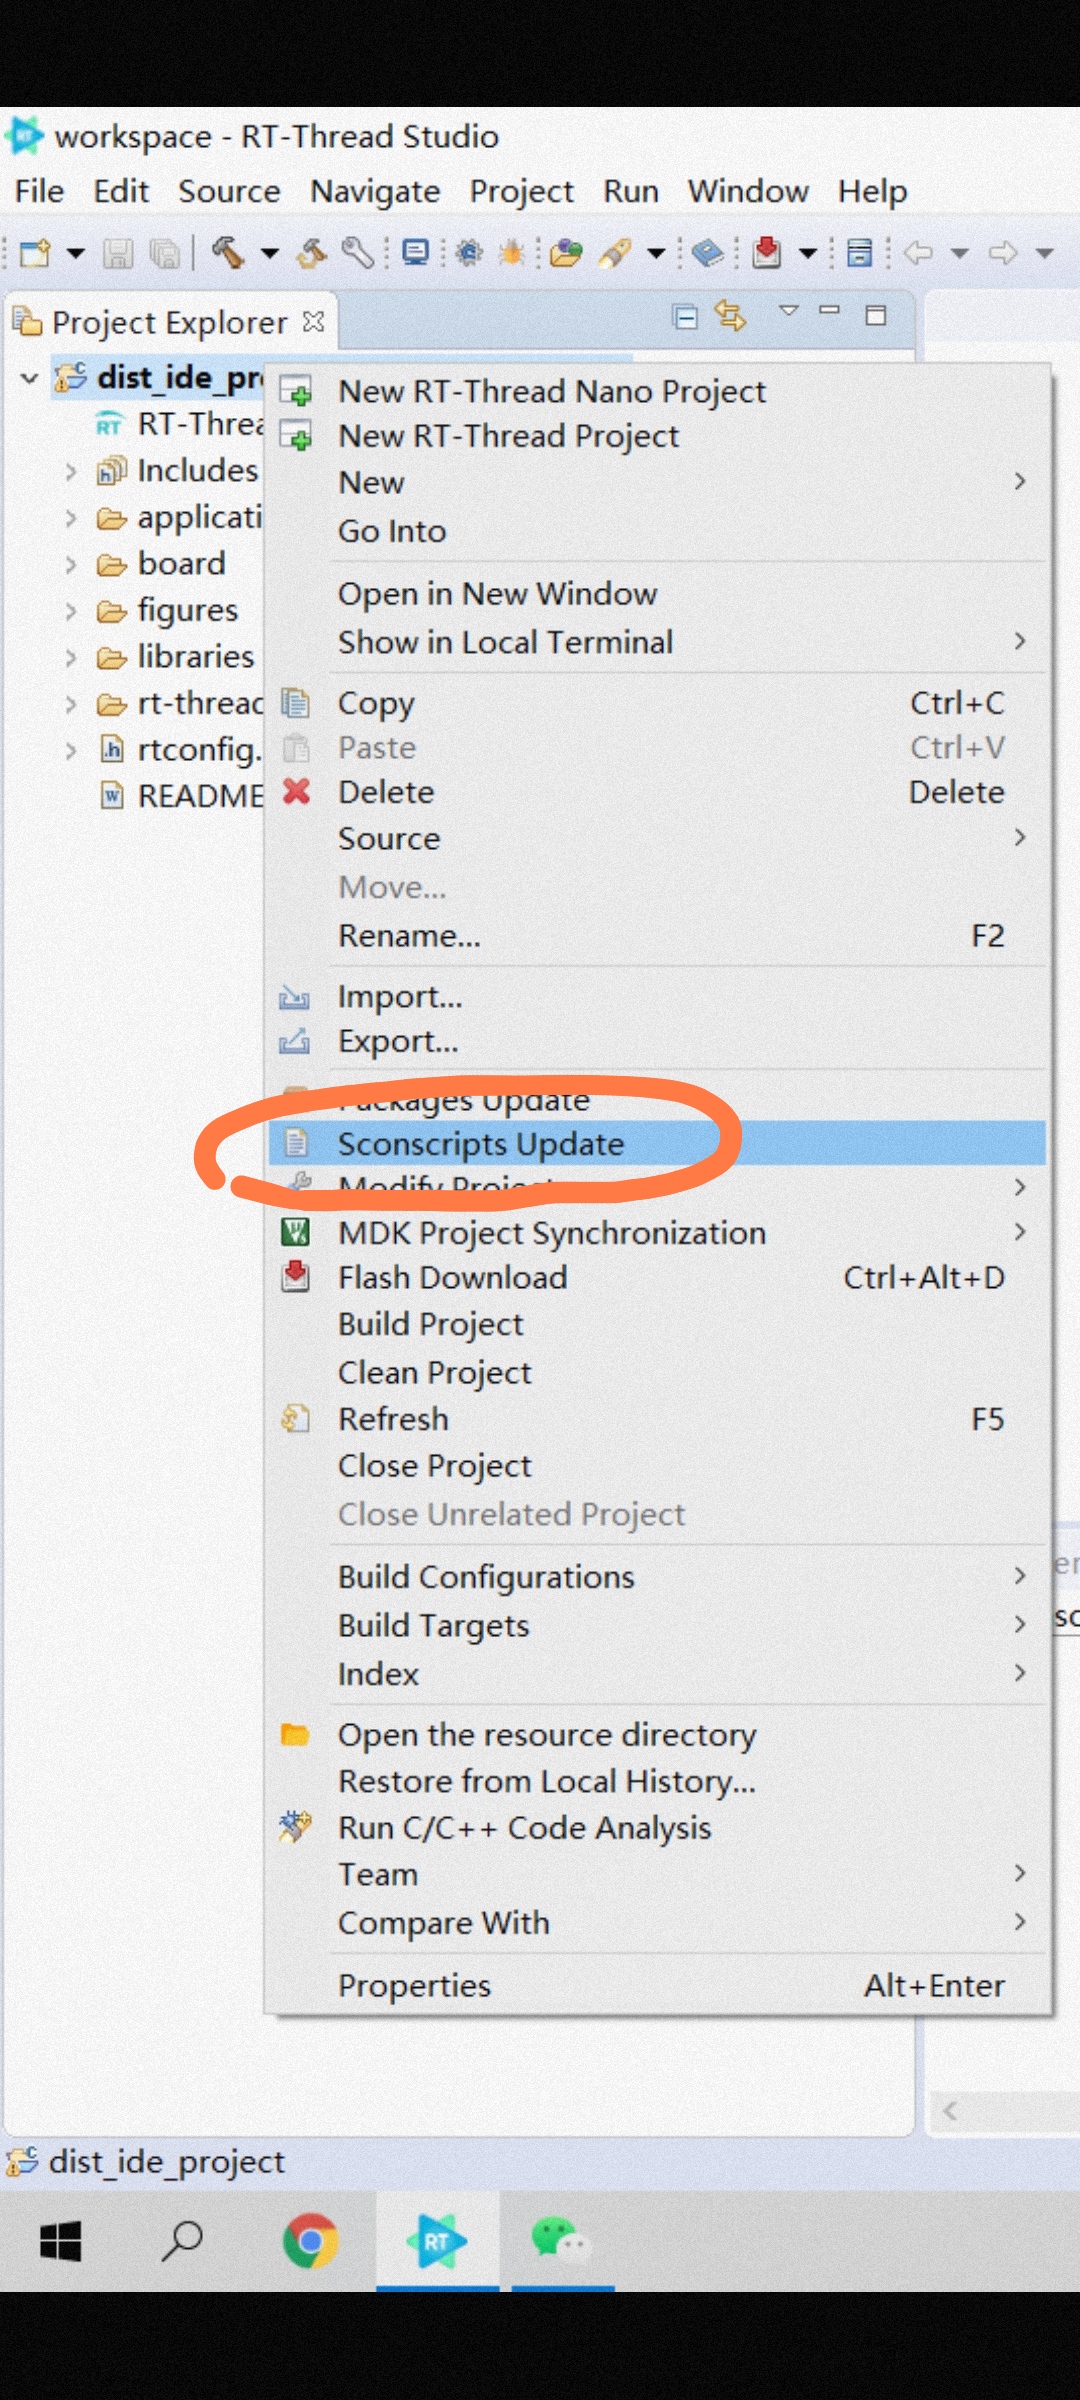 workspace - RT-Thread Studio
File Edit Source Navigate Project Run Window Help
Project Explorer
dist_ide_pr
RT-Threa
Includes
applicati
board
figures
libraries
rt-thread
rtconfig.
README
New RT-Thread Nano Project
New RT-Thread Project
New
Go Into
Open in New Window
Show in Local Terminal
Copy Ctrl+C
Paste Ctrl+V
Delete Delete
Source
Move...
Rename... F2
Import...
Export...
Packages Update
Sconscripts Update
Modify Project
MDK Project Synchronization
Flash Download Ctrl+Alt+D
Build Project
Clean Project
Refresh F5
Close Project
Close Unrelated Project
Build Configurations
Build Targets
Index
Open the resource directory
Restore from Local History...
Run C/C++ Code Analysis
Team
Compare With
Properties Alt+Enter
dist_ide_project
RT